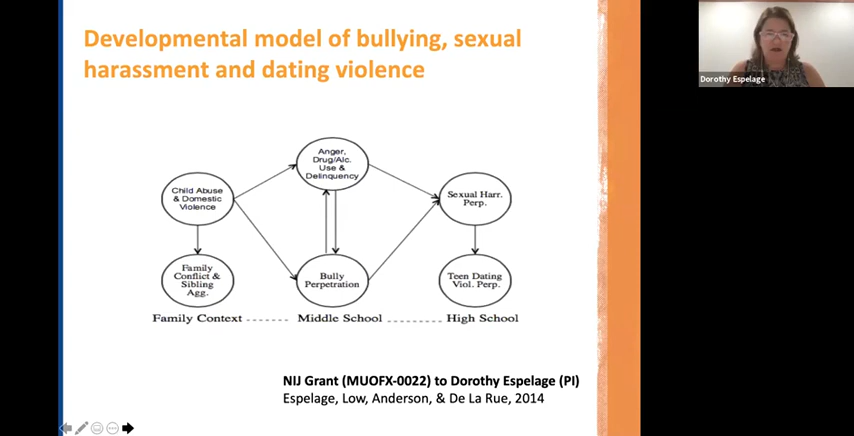 Developmental model of bullying, sexual
harassment and dating violence
Dorothy Espelage
Anger,
Drug/Alc.
Use &
Delinquency
Child Abuse
& Domestic
Violence
Sexual Harr.
Perp.
Family
Conflict &
Sibling
Agg.
Bully
Perpetration
Teen Dating
Viol. Perp.
Family Context ------- Middle School ......... High School
NIJ Grant (MUOFX-0022) to Dorothy Espelage (PI)
Espelage, Low, Anderson, & De La Rue, 2014